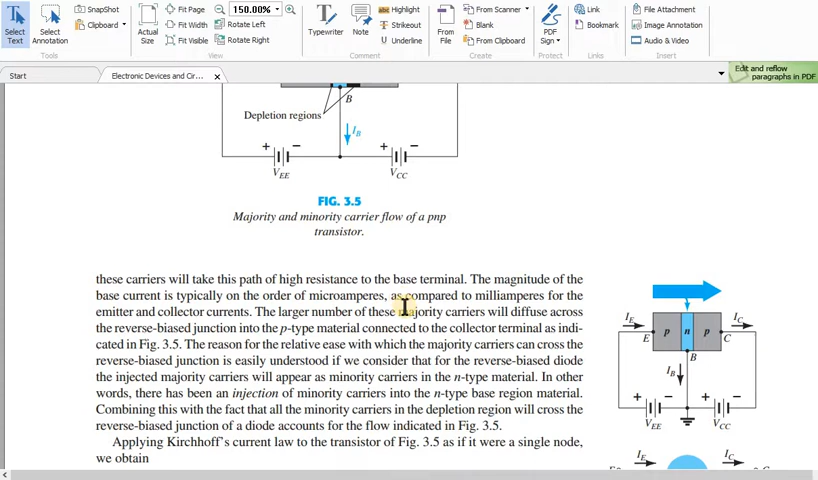 Select Text
Select Annotation
SnapShot
Clipboard
Tools
Actual Size
Fit Page
Fit Width
Fit Visible
150.00%
Rotate Left
Rotate Right
View
Typewriter
Note
Highlight
Strikeout
Underline
Comment
From File
From Scanner
Blank
From Clipboard
Create
PDF Sign
Protect
Link
Bookmark
Links
File Attachment
Image Annotation
Audio & Video
Insert
Start
Electronic Devices and Cir...
Edit and reflow
paragraphs in PDF
B
Depletion regions
IB
+ −
+ −
VEE
VCC
FIG. 3.5
Majority and minority carrier flow of a pnp
transistor.
these carriers will take this path of high resistance to the base terminal. The magnitude of the
base current is typically on the order of microamperes, as compared to milliamperes for the
emitter and collector currents. The larger number of these majority carriers will diffuse across
the reverse-biased junction into the p-type material connected to the collector terminal as indi-
cated in Fig. 3.5. The reason for the relative ease with which the majority carriers can cross the
reverse-biased junction is easily understood if we consider that for the reverse-biased diode
the injected majority carriers will appear as minority carriers in the n-type material. In other
words, there has been an injection of minority carriers into the n-type base region material.
Combining this with the fact that all the minority carriers in the depletion region will cross the
reverse-biased junction of a diode accounts for the flow indicated in Fig. 3.5.
Applying Kirchhoff's current law to the transistor of Fig. 3.5 as if it were a single node,
we obtain
IE
IC
E
p n p
C
B
IB
+ −
+ −
VEE
VCC
IE
IC